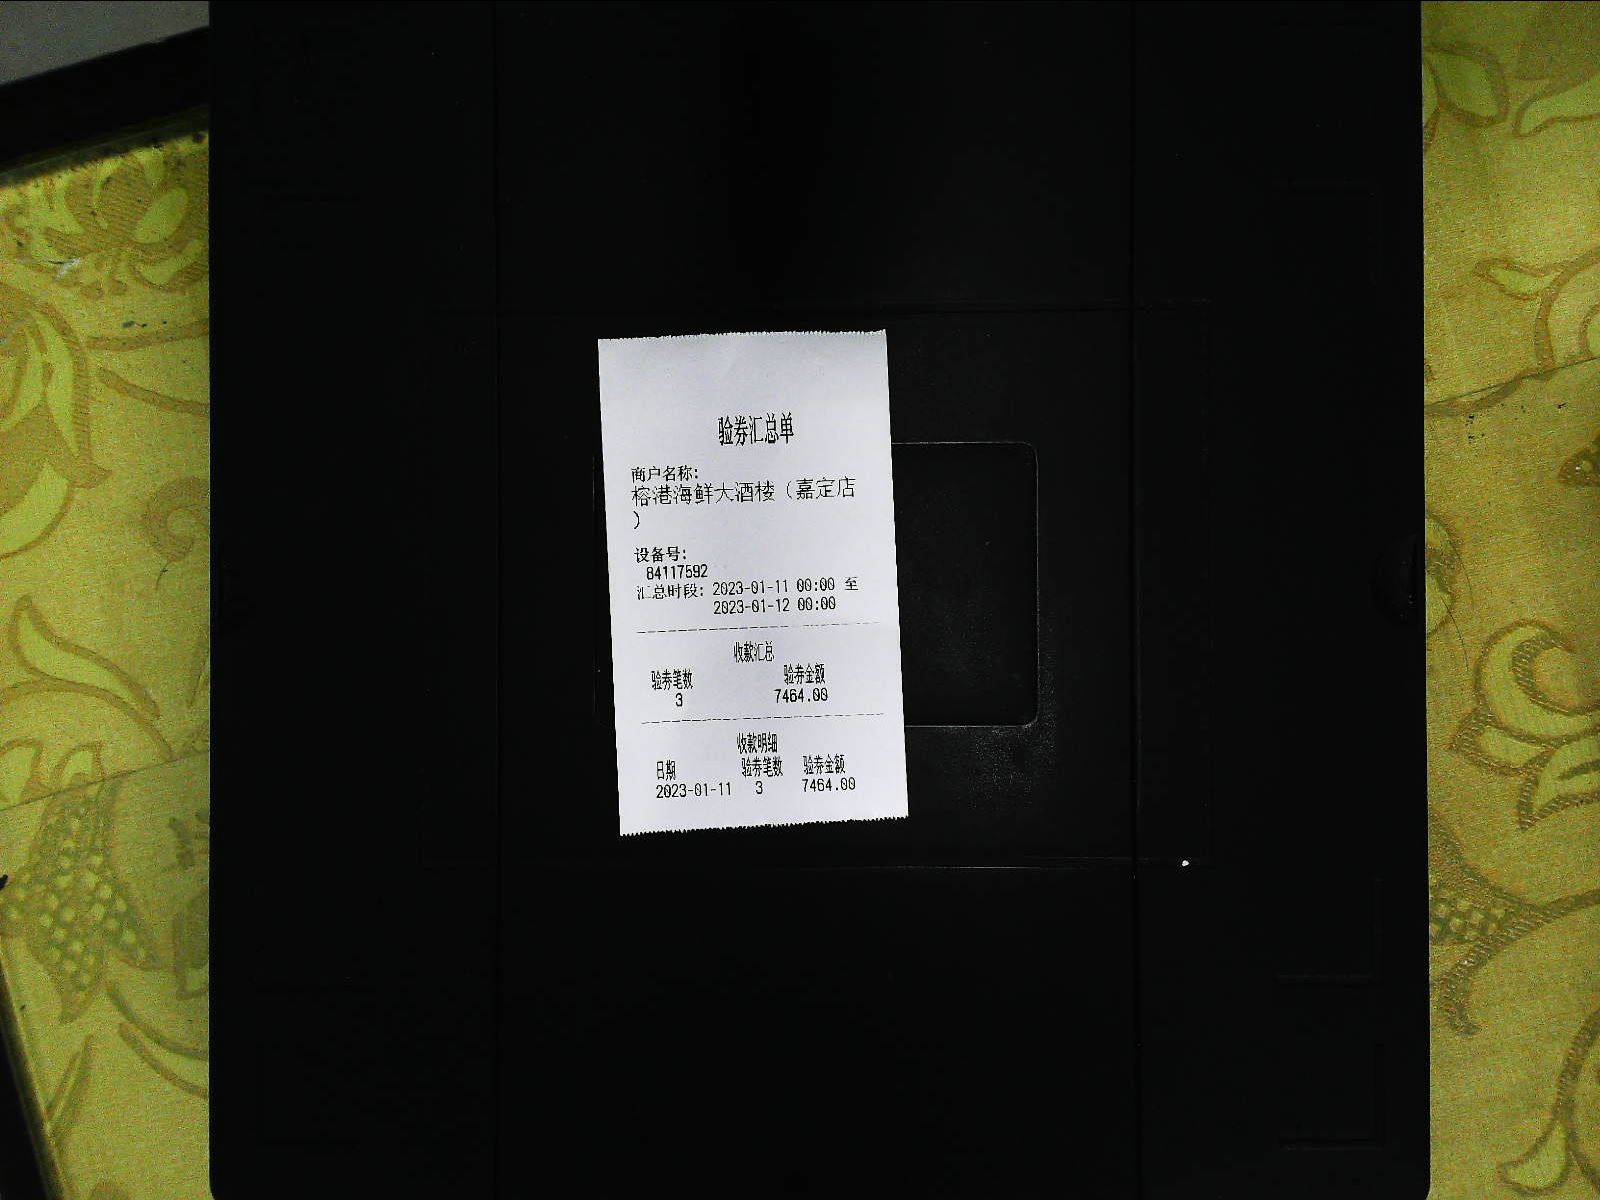 验券汇总单
商户名称:
榕港海鲜大酒楼（嘉定店
）
设备号:
84117592
汇总时段: 2023-01-11 00:00 至
2023-01-12 00:00
收款汇总
验券笔数 验券金额
3 7464.00
收款明细
日期 验券笔数 验券金额
2023-01-11 3 7464.00